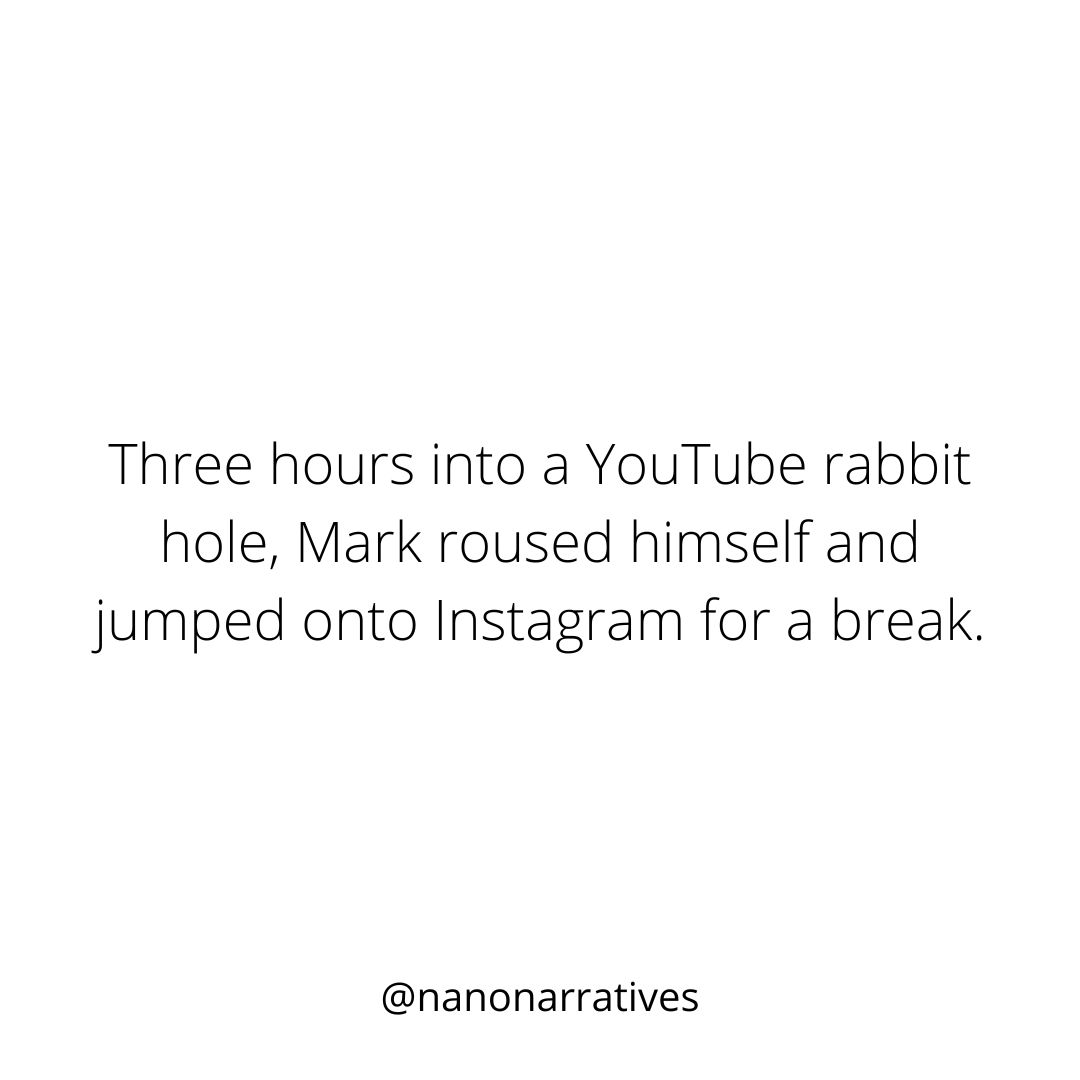 Three hours into a YouTube rabbit
hole, Mark roused himself and
jumped onto Instagram for a break.
@nanonarratives